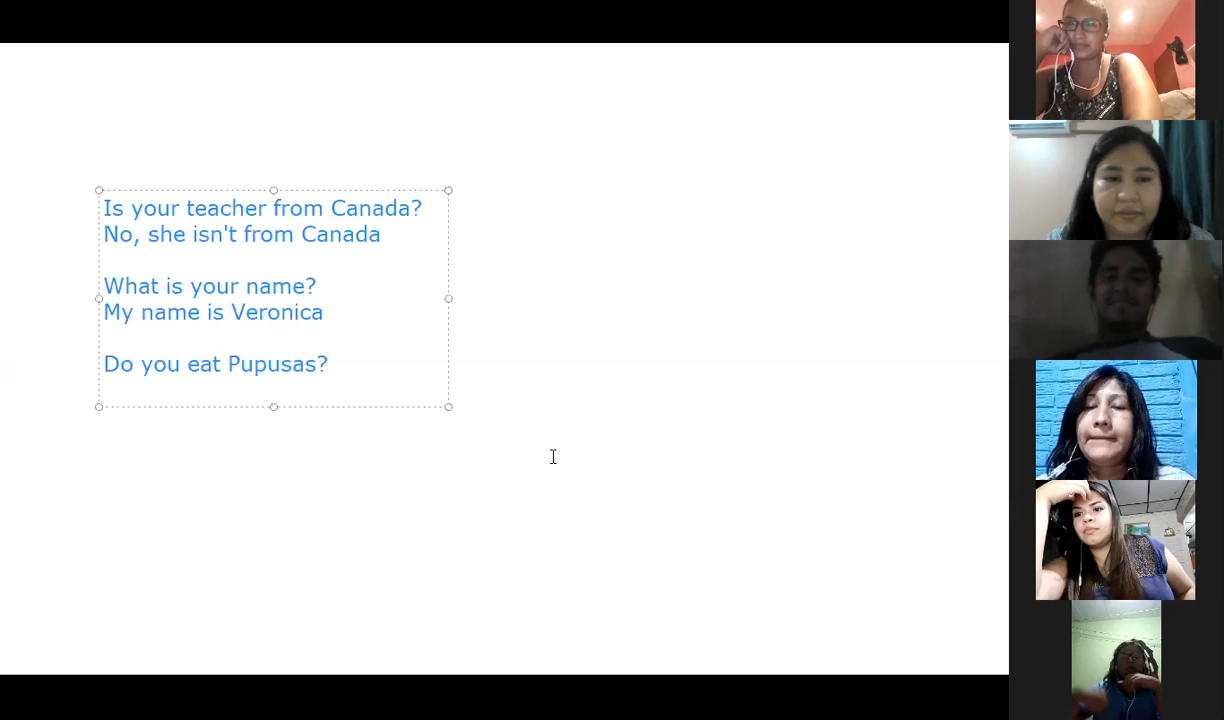 Is your teacher from Canada?
No, she isn't from Canada
What is your name?
My name is Veronica
Do you eat Pupusas?